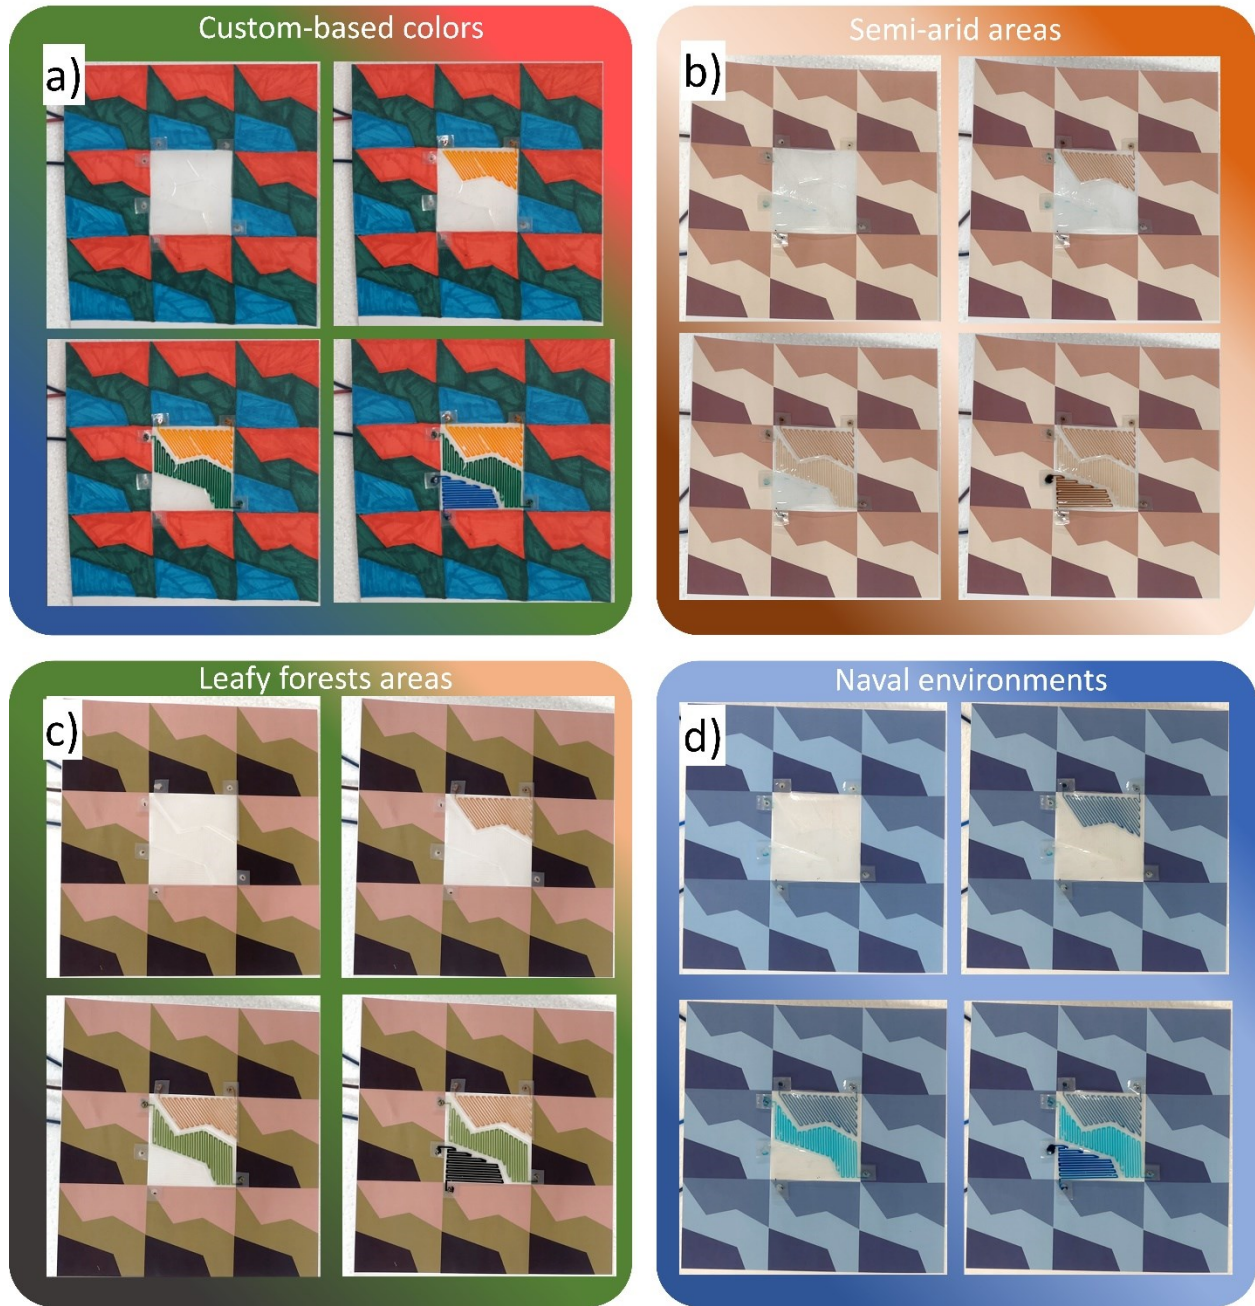 Custom-based colors
a)
Semi-arid areas
b)
Leafy forests areas
c)
Naval environments
d)